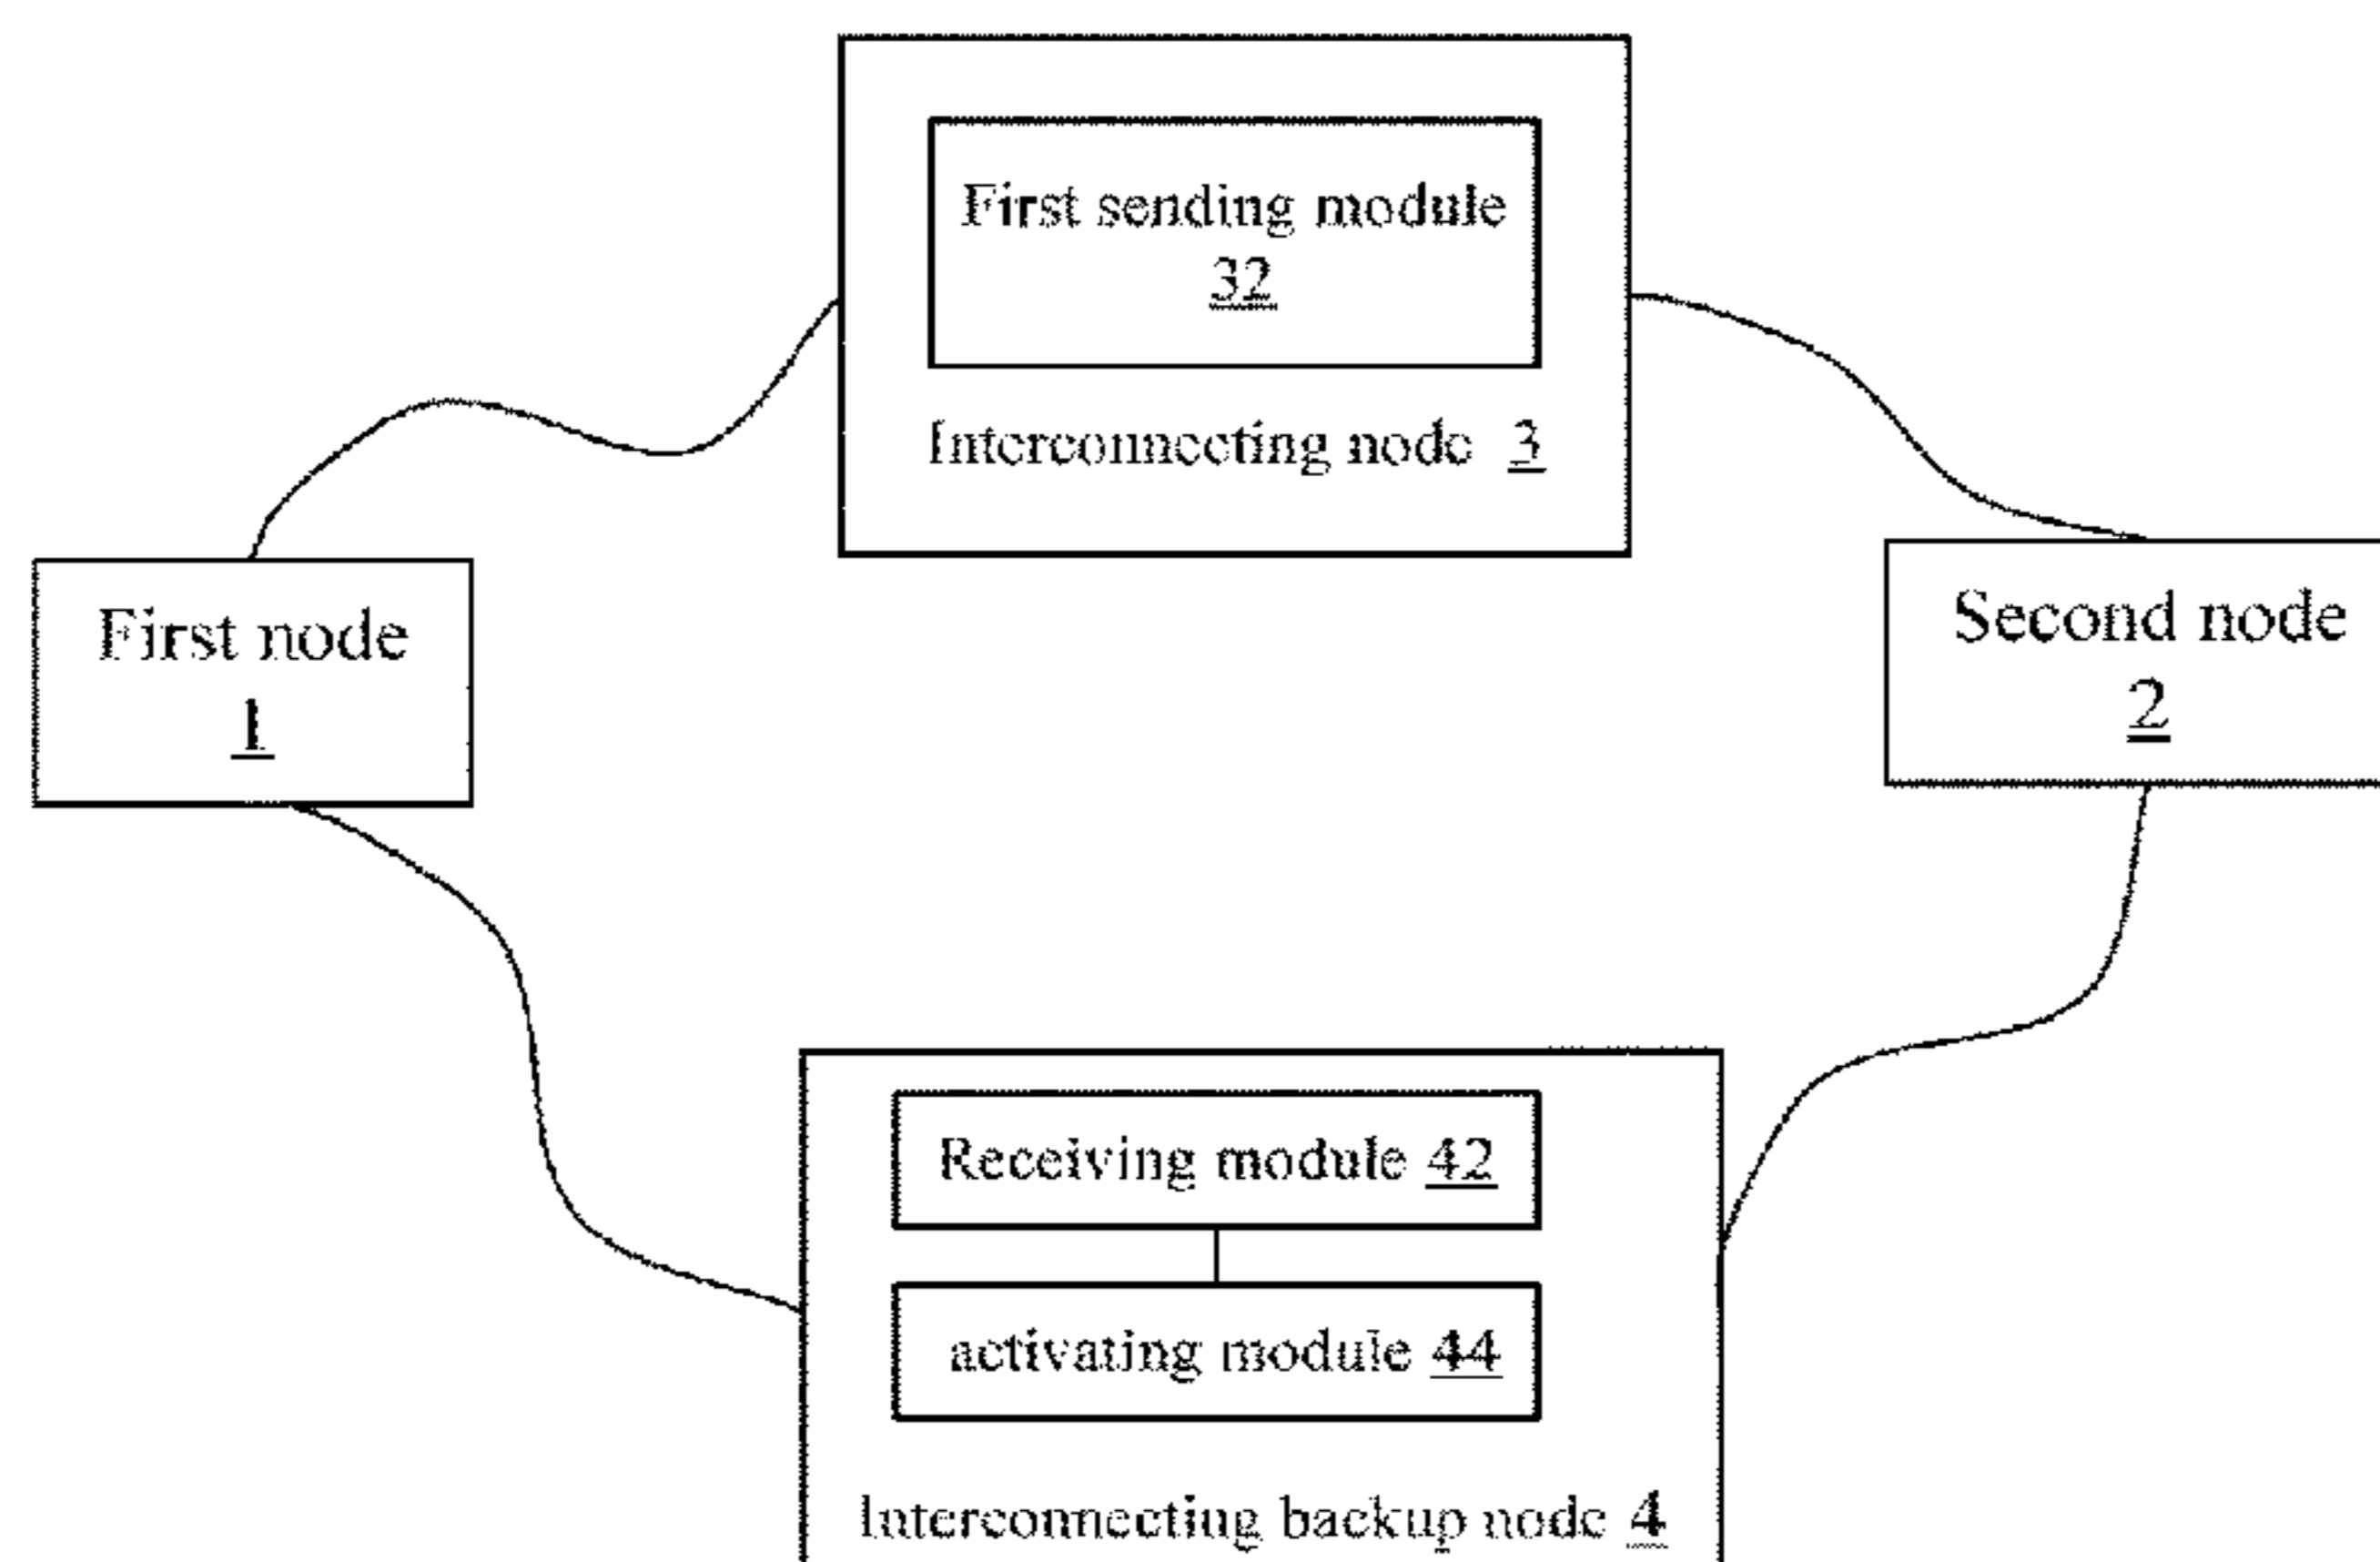 First sending module
32
Interconnecting node 3
First node
1
Second node
2
Receiving module 42
activating module 44
Interconnecting backup node 4